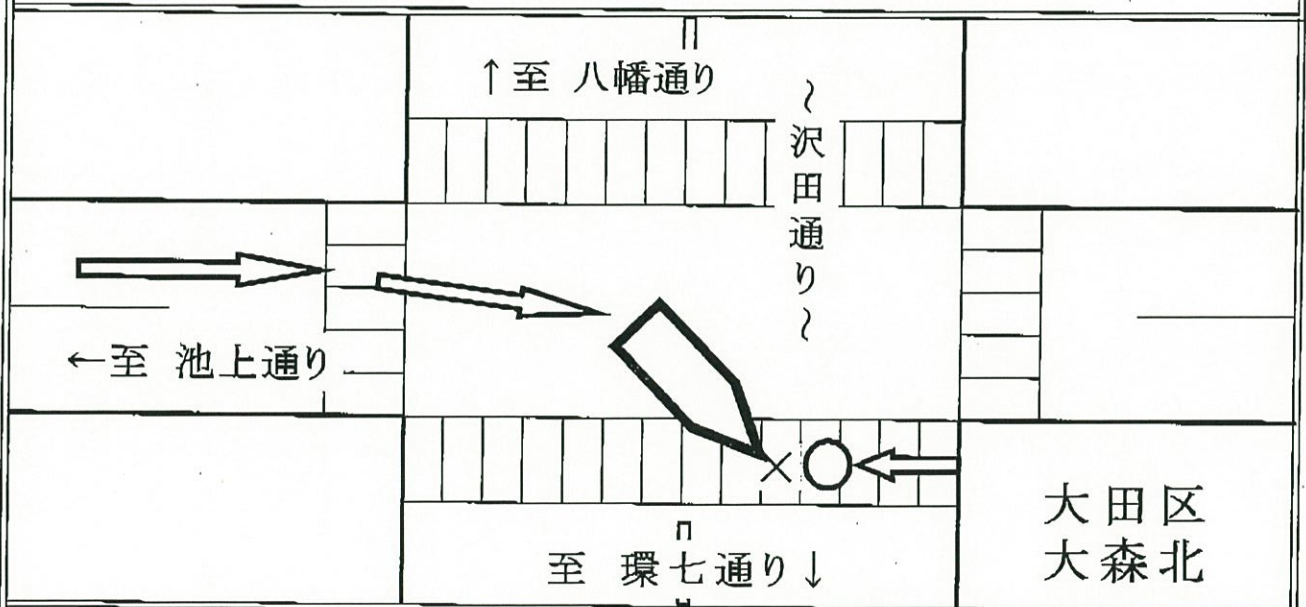 ↑至 八幡通り
～沢田通り～
←至 池上通り
×
大田区
大森北
至 環七通り↓